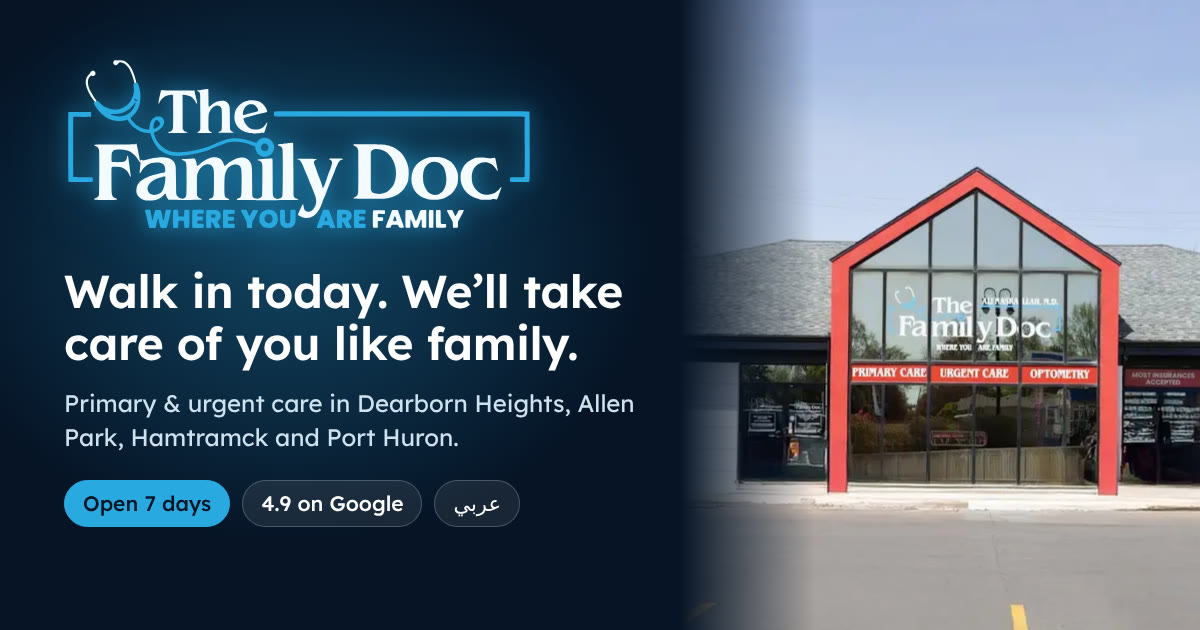 The
Family Doc
WHERE YOU ARE FAMILY
Walk in today. We’ll take
care of you like family.
Primary & urgent care in Dearborn Heights, Allen
Park, Hamtramck and Port Huron.
Open 7 days
4.9 on Google
عربي
The
ALI NASRALLAH, M.D.
Family Doc
WHERE YOU ARE FAMILY
PRIMARY CARE
URGENT CARE
OPTOMETRY
MOST INSURANCES
ACCEPTED